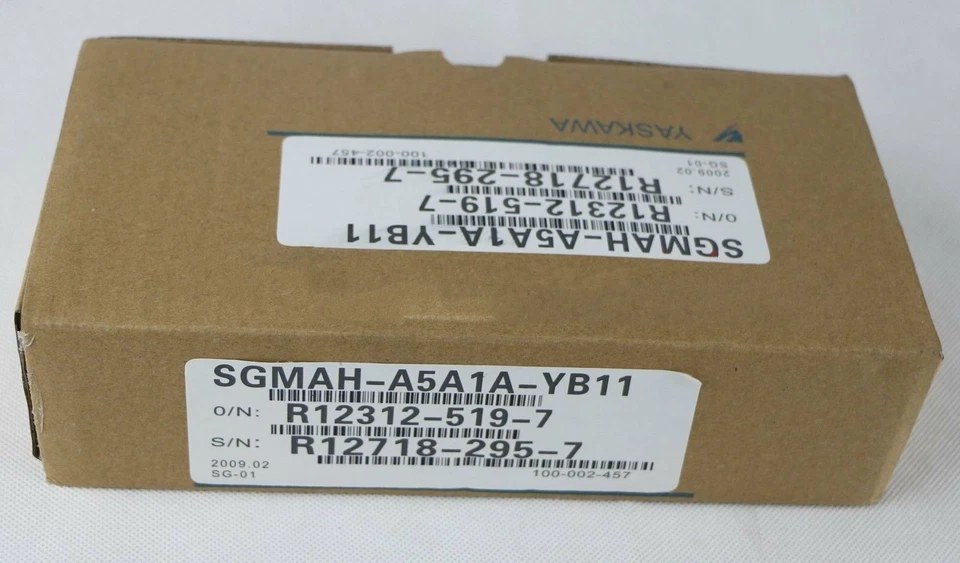 YASKAWA
SGMAH-A5A1A-YB11
O/N: R12312-519-7
S/N: R12718-295-7
2009.02
SG-01 100-002-457
SGMAH-A5A1A-YB11
O/N: R12312-519-7
S/N: R12718-295-7
2009.02
SG-01 100-002-457